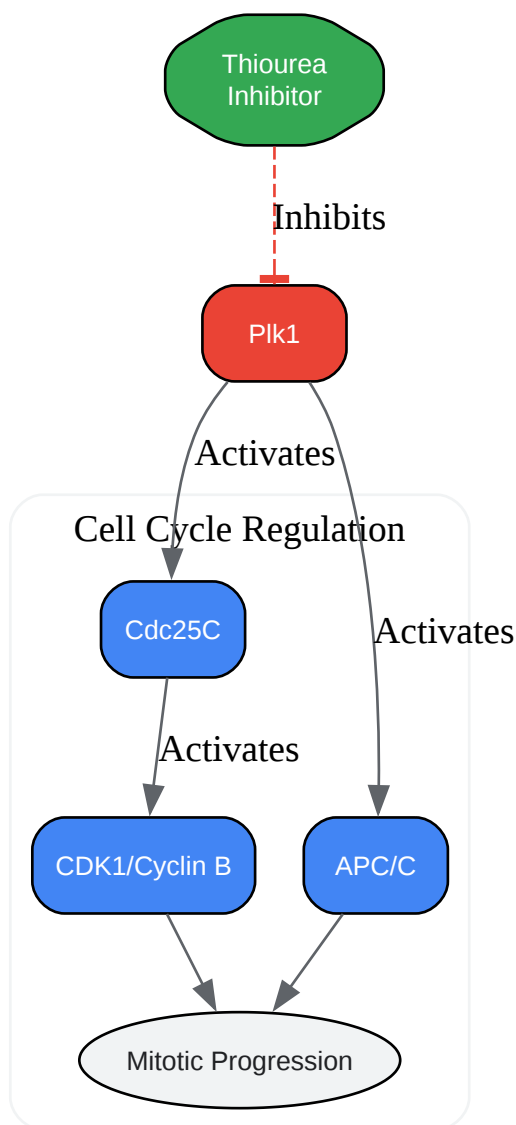 Thiourea
Inhibitor
Inhibits
Plk1
Activates
Cell Cycle Regulation
Cdc25C
Activates
Activates
CDK1/Cyclin B
APC/C
Mitotic Progression